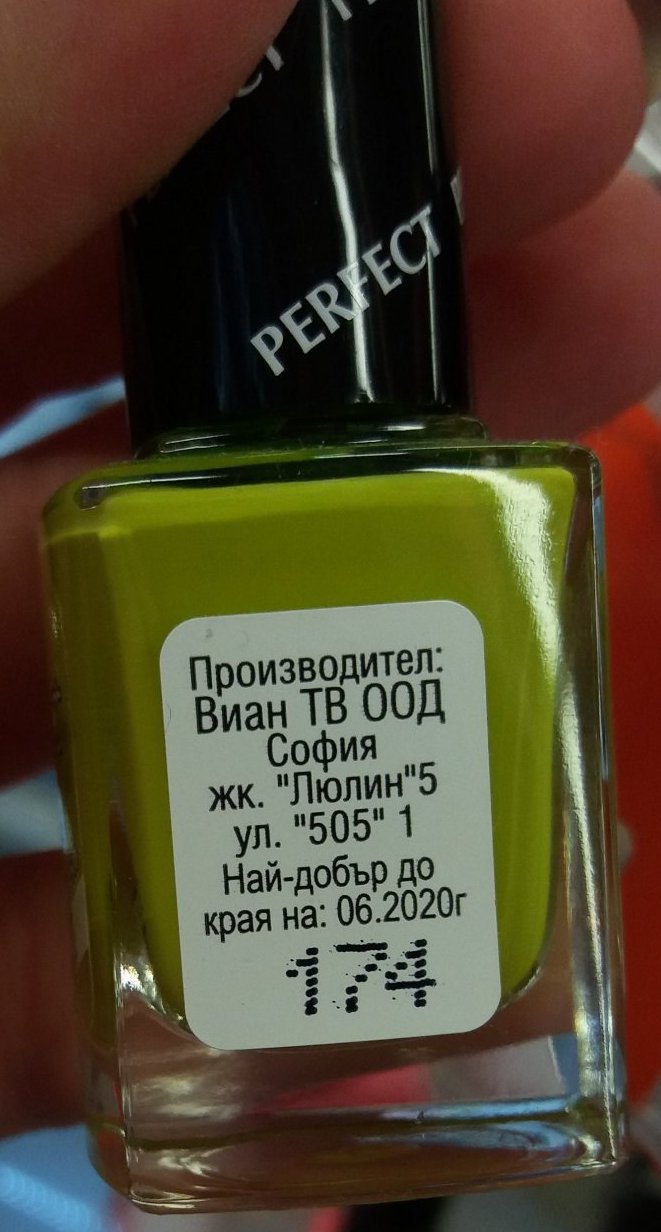 PERFECT
Производител:
Виан ТВ ООД
София
жк. "Люлин"5
ул. "505" 1
Най-добър до
края на: 06.2020г
174